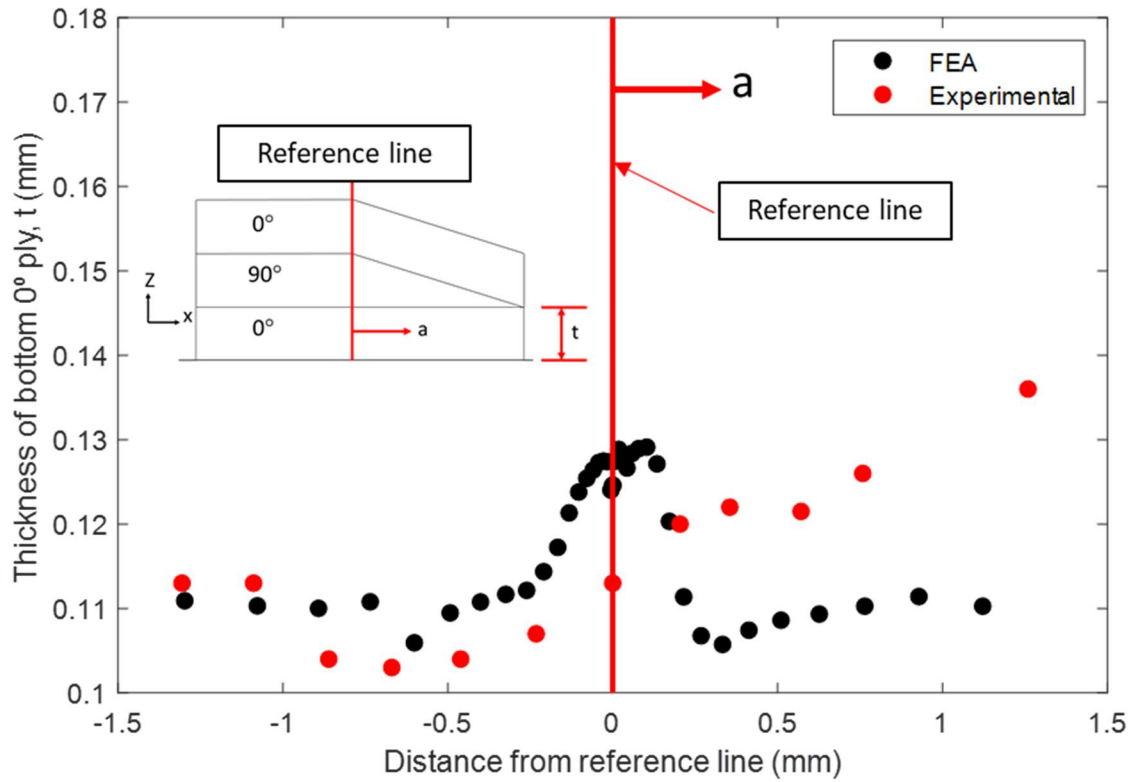 0.18
0.17
0.16
0.15
0.14
0.13
0.12
0.11
0.1
Thickness of bottom 0° ply, t (mm)
FEA
Experimental
a
Reference line
Reference line
0°
90°
0°
Z
x
a
t
-1.5
-1
-0.5
0
0.5
1
1.5
Distance from reference line (mm)